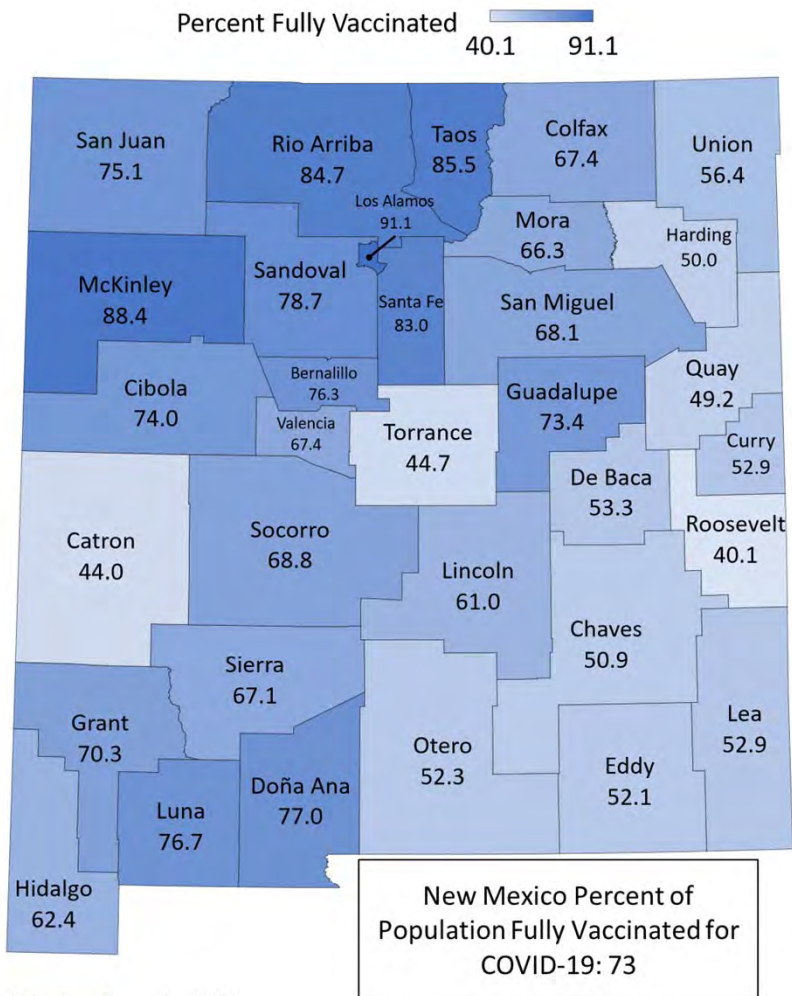 Percent Fully Vaccinated
40.1 91.1
San Juan
75.1
Rio Arriba
84.7
Taos
85.5
Colfax
67.4
Union
56.4
Los Alamos
91.1
Mora
66.3
Harding
50.0
McKinley
88.4
Sandoval
78.7
Santa Fe
83.0
San Miguel
68.1
Quay
49.2
Cibola
74.0
Bernalillo
76.3
Valencia
67.4
Torrance
44.7
Guadalupe
73.4
Curry
52.9
De Baca
53.3
Roosevelt
40.1
Catron
44.0
Socorro
68.8
Lincoln
61.0
Chaves
50.9
Sierra
67.1
Grant
70.3
Otero
52.3
Eddy
52.1
Lea
52.9
Luna
76.7
Doña Ana
77.0
Hidalgo
62.4
New Mexico Percent of
Population Fully Vaccinated for
COVID-19: 73